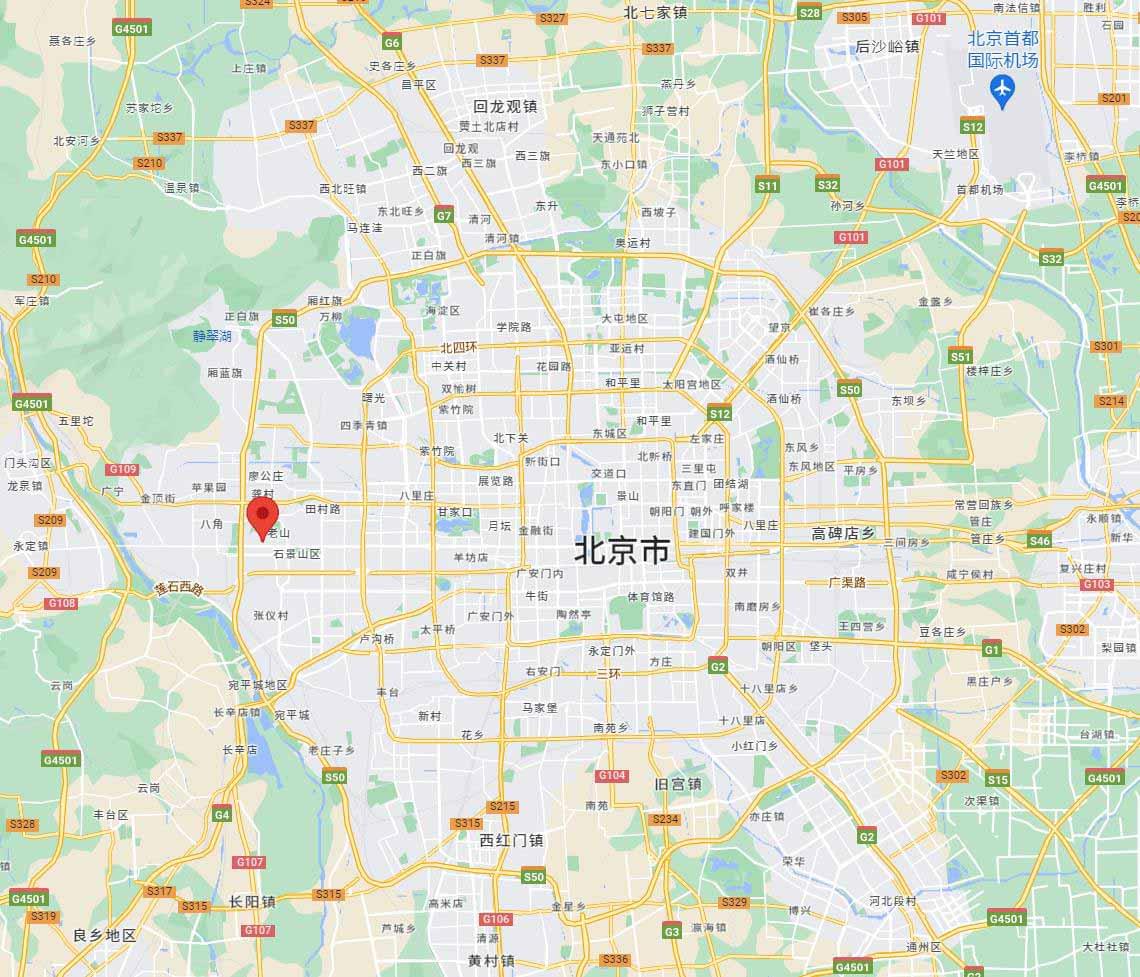 S324
S327
北七家镇
S28
S305
G101
南法信镇
胜利
石园
G4501
聂各庄乡
G6
S337
后沙峪镇
北京首都
国际机场
上庄镇
史各庄乡
S337
昌平区
燕丹乡
苏家坨乡
回龙观镇
狮子营村
S201
S337
黄土北店村
天通苑北
S12
北安河乡
S337
回龙观
西三旗
西三旗
东小口镇
天竺地区
李桥镇
S210
西二旗
G101
温泉镇
西北旺镇
S11
S32
首都机场
G4501
东北旺乡
G7
清河
东升
西坡子
孙河乡
李桥
马连洼
清河镇
奥运村
G101
G4501
正白旗
S32
S210
军庄镇
厢红旗
海淀区
金盏乡
正白旗
S50
万柳
大屯地区
崔各庄乡
静翠湖
学院路
望京
北四环
亚运村
S301
中关村
花园路
酒仙桥
S51
厢蓝旗
楼梓庄乡
双榆树
和平里
太阳宫地区
S50
G4501
曙光
紫竹院
酒仙桥
东坝乡
S214
五里坨
四季青镇
北下关
东城区
和平里
S12
左家庄
紫竹院
新街口
北新桥
东风乡
门头沟区
G109
廖公庄
展览路
交道口
三里屯
东风地区
平房乡
龙泉镇
广宁
苹果园
龚村
八里庄
景山
东直门
团结湖
金顶街
田村路
甘家口
朝阳门
朝外
呼家楼
常营回族乡
S209
八角
月坛
金融街
八里庄
管庄
永顺镇
老山
建国门外
高碑店乡
永定镇
石景山区
羊坊店
北京市
三间房乡
管庄乡
S46
新华
S209
广安门内
双井
咸宁侯村
复兴庄村
莲石西路
牛街
体育馆路
广渠路
G103
G108
张仪村
广安门外
陶然亭
南磨房乡
太平桥
王四营乡
豆各庄乡
S302
卢沟桥
永定门外
朝阳区
垡头
G1
梨园镇
右安门
三环
方庄
G2
云岗
宛平城地区
丰台
十八里店乡
黑庄户乡
长辛店镇
宛平城
新村
马家堡
十八里店
花乡
南苑乡
台湖镇
长辛店
老庄子乡
小红门乡
G4501
S50
G104
旧宫镇
S302
S15
G4501
云岗
南苑
次渠镇
丰台区
G4
S215
S328
S315
S234
亦庄镇
西红门镇
G2
镇
G107
荣华
S50
G4501
S317
S315
长阳镇
S315
高米店
金星乡
S329
博兴
河北段村
S319
G106
G4501
G107
芦城乡
G3
瀛海镇
良乡地区
清源
通州区
大杜社镇
黄村镇
S336
G4501